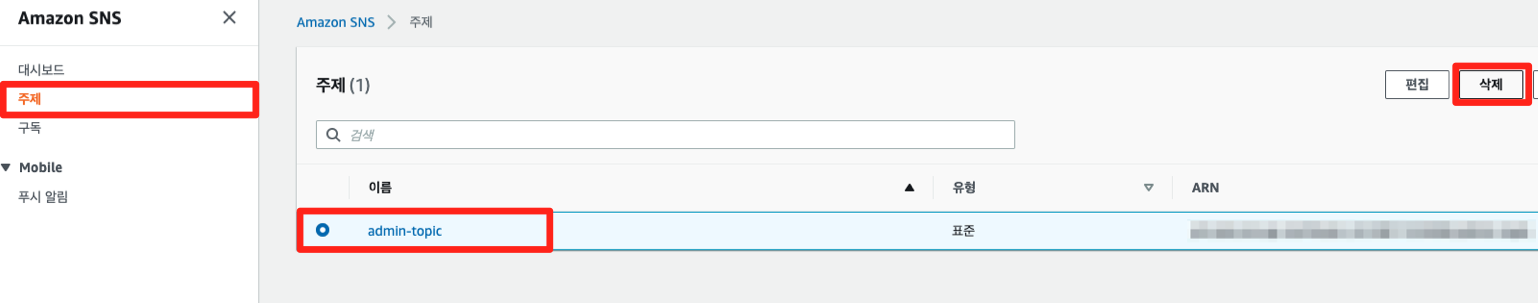 Amazon SNS
대시보드
주제
구독
Mobile
푸시 알림
Amazon SNS 주제
주제 (1)
편집 삭제
검색
이름 유형 ARN
admin-topic 표준